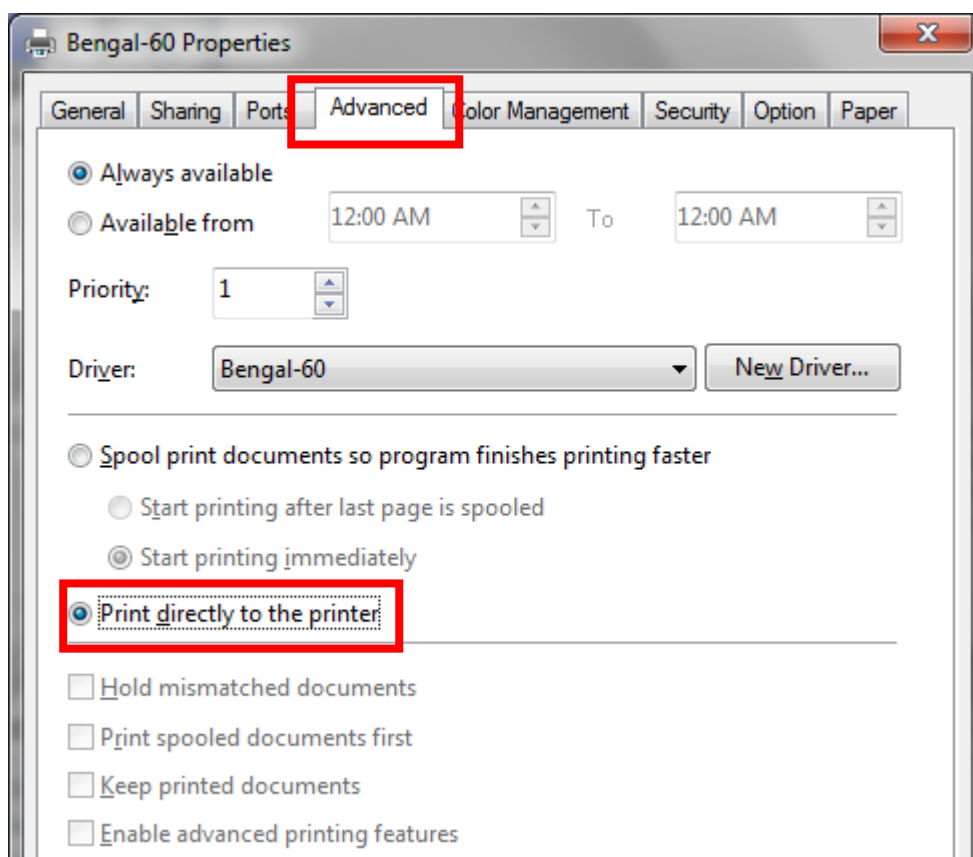 Bengal-60 Properties
General Sharing Ports Advanced Color Management Security Option Paper
Always available
Available from 12:00 AM To 12:00 AM
Priority: 1
Driver: Bengal-60 New Driver...
Spool print documents so program finishes printing faster
Start printing after last page is spooled
Start printing immediately
Print directly to the printer
Hold mismatched documents
Print spooled documents first
Keep printed documents
Enable advanced printing features